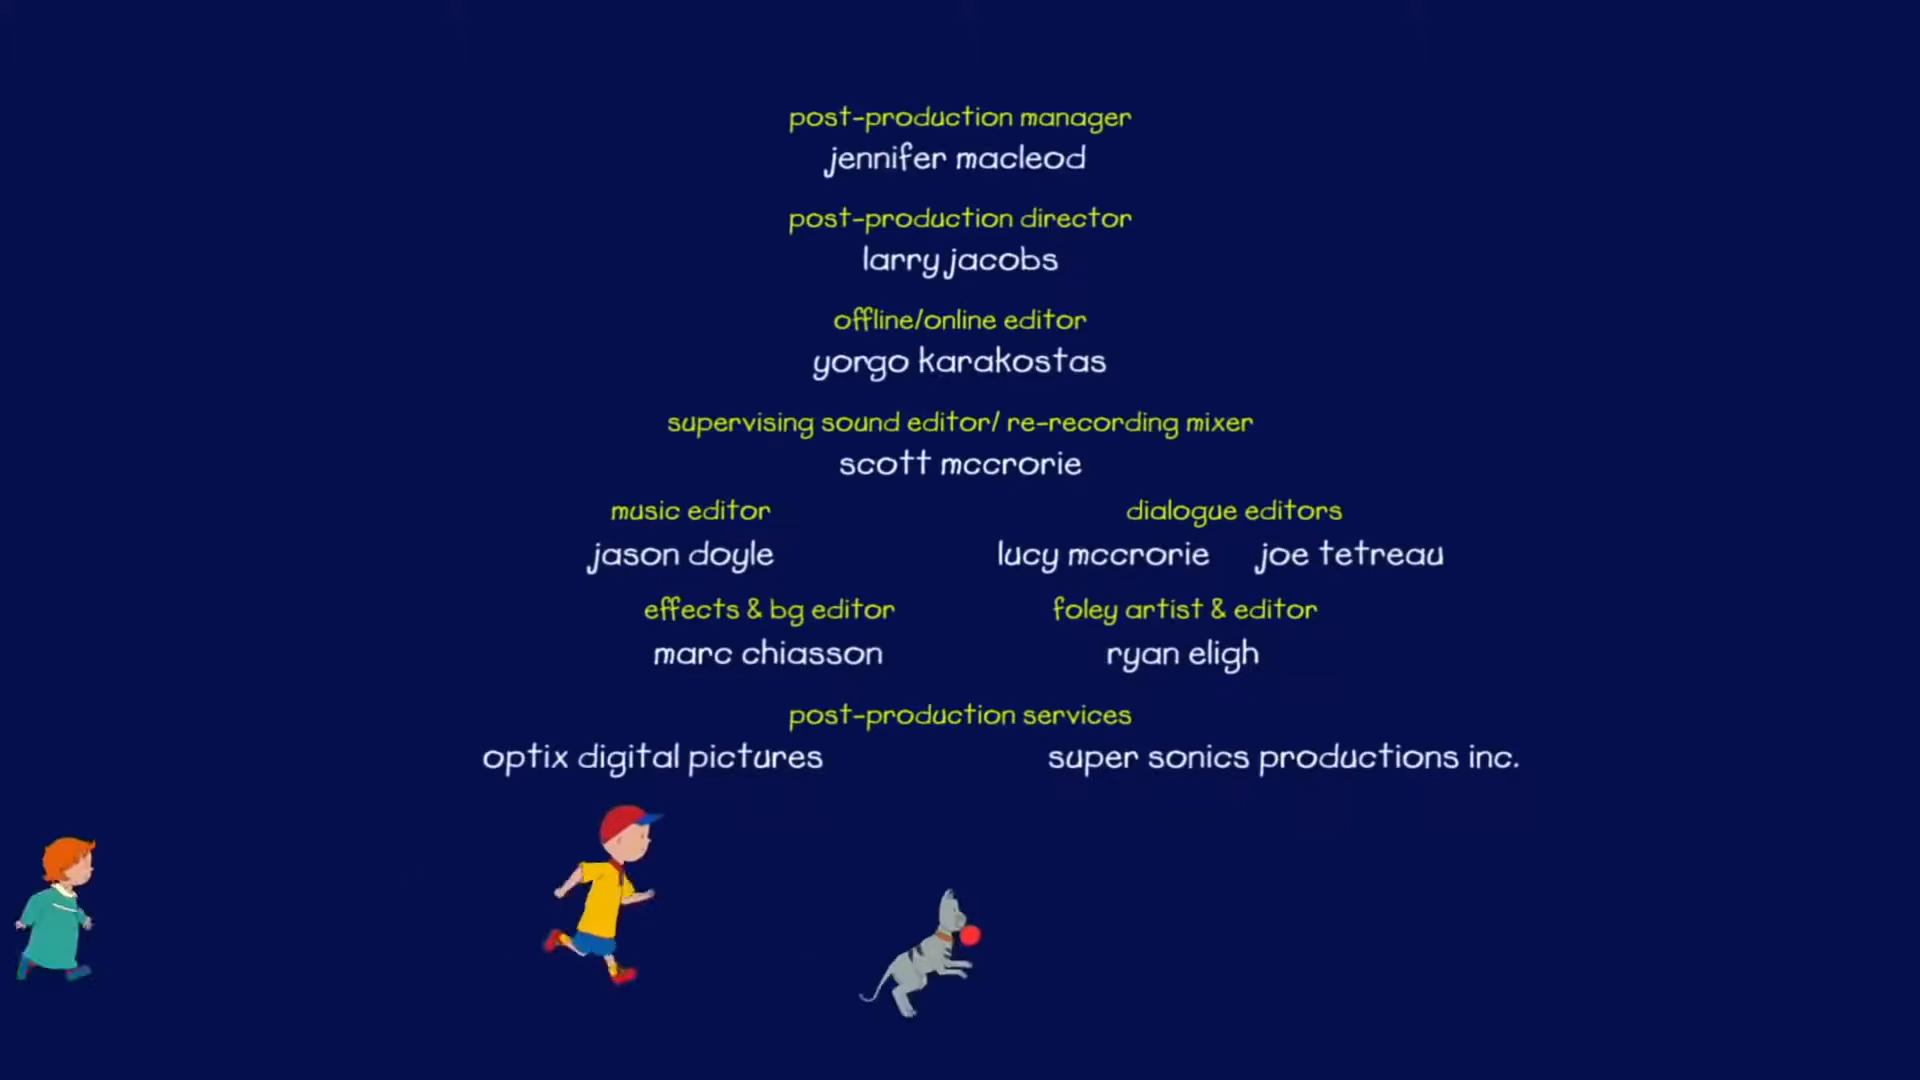 post-production manager
jennifer macleod
post-production director
larry jacobs
offline/online editor
yorgo karakostas
supervising sound editor/ re-recording mixer
scott mccrorie
music editor dialogue editors
jason doyle lucy mccrorie joe tetreau
effects & bg editor foley artist & editor
marc chiasson ryan eligh
post-production services
optix digital pictures super sonics productions inc.